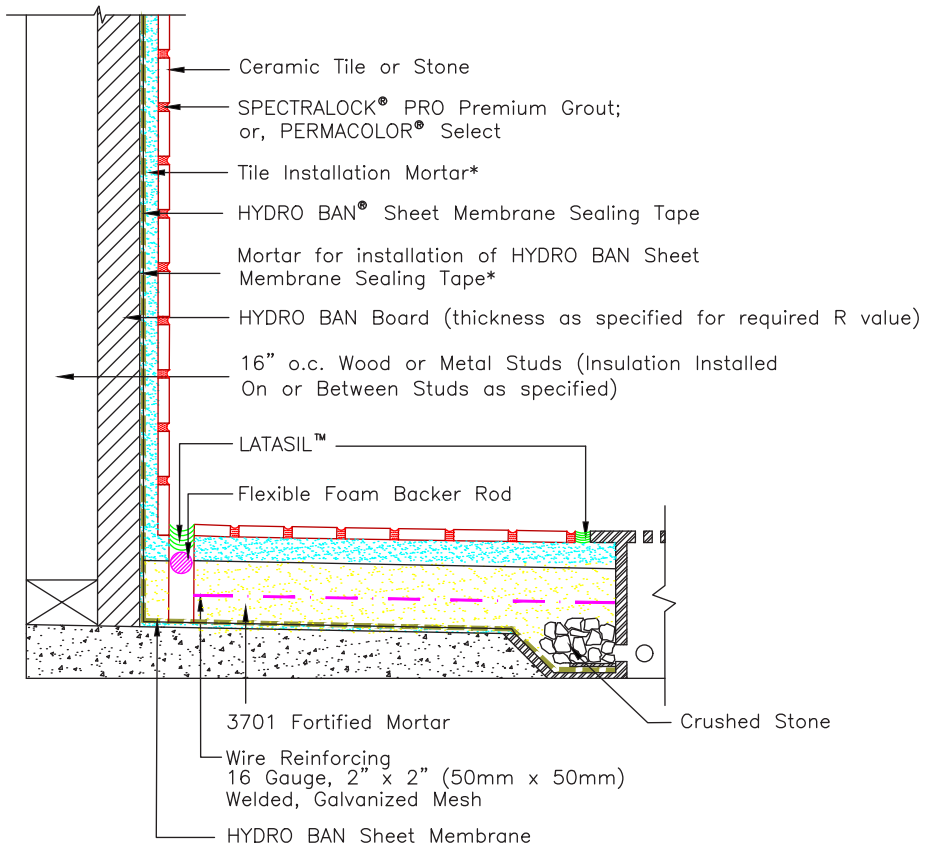 Ceramic Tile or Stone
SPECTRALOCK® PRO Premium Grout;
or, PERMACOLOR® Select
Tile Installation Mortar*
HYDRO BAN® Sheet Membrane Sealing Tape
Mortar for installation of HYDRO BAN Sheet
Membrane Sealing Tape*
HYDRO BAN Board (thickness as specified for required R value)
16” o.c. Wood or Metal Studs (Insulation Installed
On or Between Studs as specified)
LATASIL™
Flexible Foam Backer Rod
3701 Fortified Mortar
Crushed Stone
Wire Reinforcing
16 Gauge, 2” x 2” (50mm x 50mm)
Welded, Galvanized Mesh
HYDRO BAN Sheet Membrane